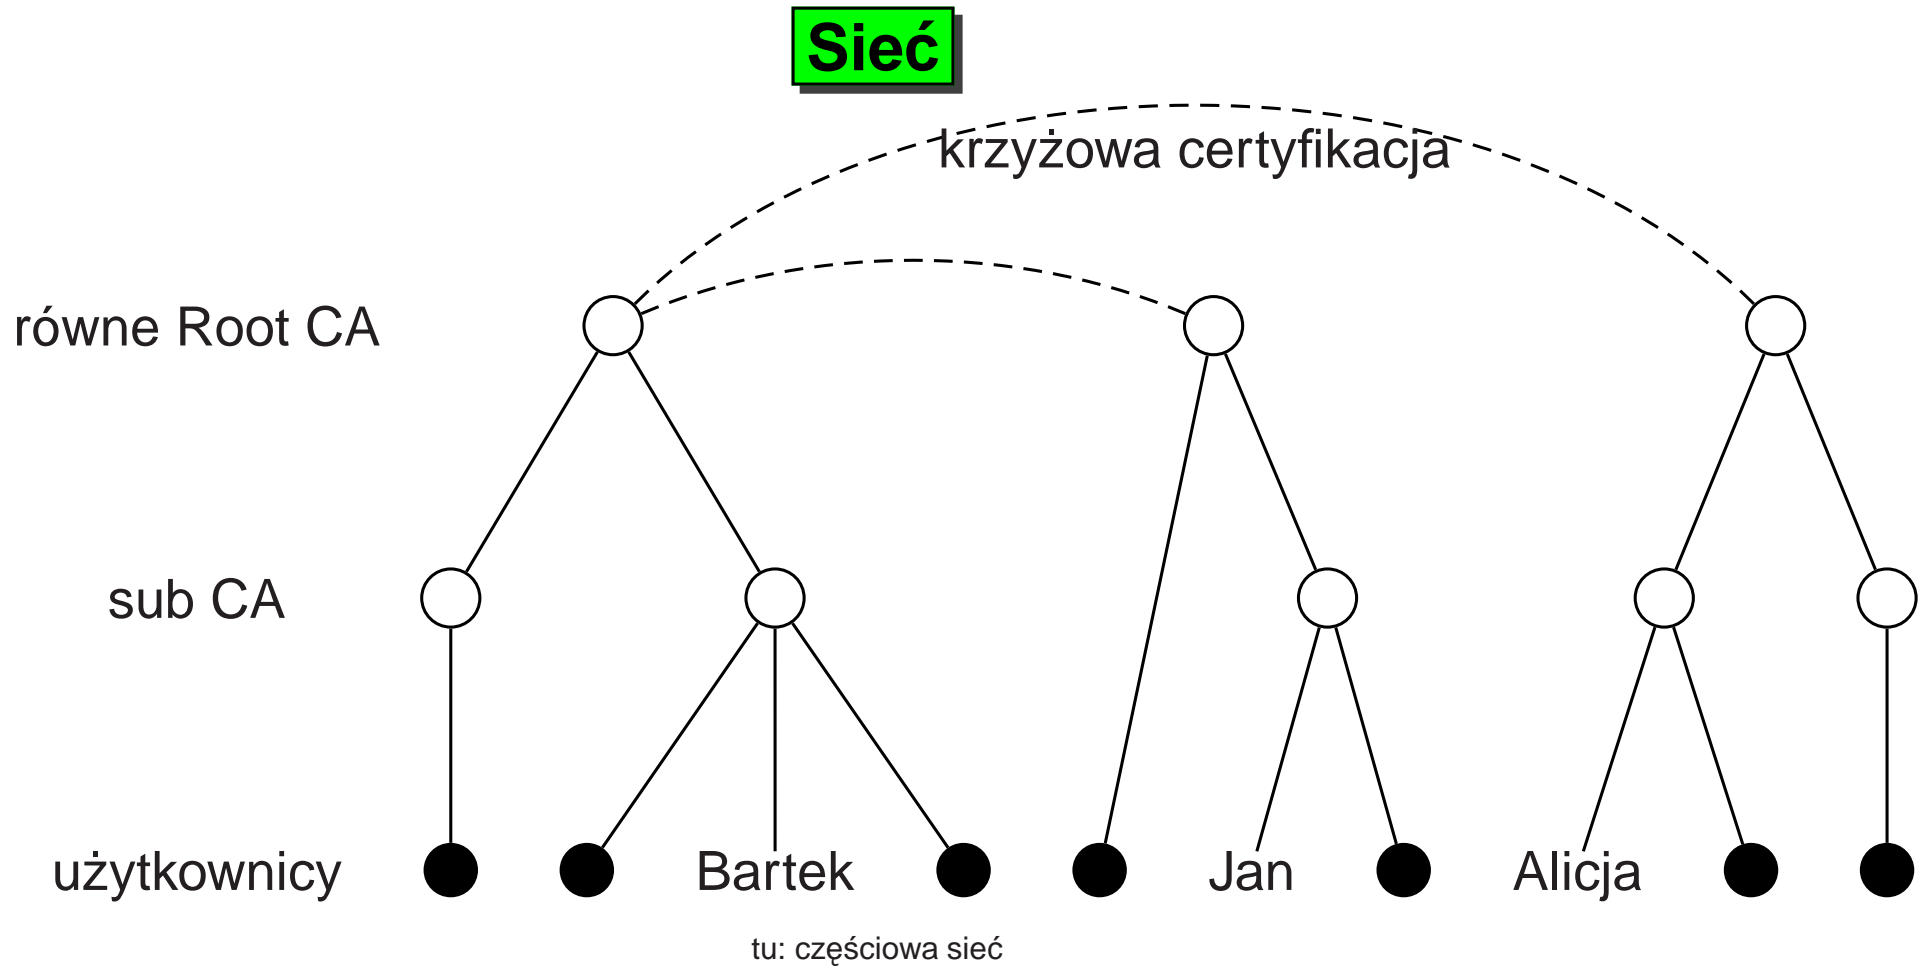 Sieć
krzyżowa certyfikacja
równe Root CA
sub CA
użytkownicy
Bartek
Jan
Alicja
tu: częściowa sieć